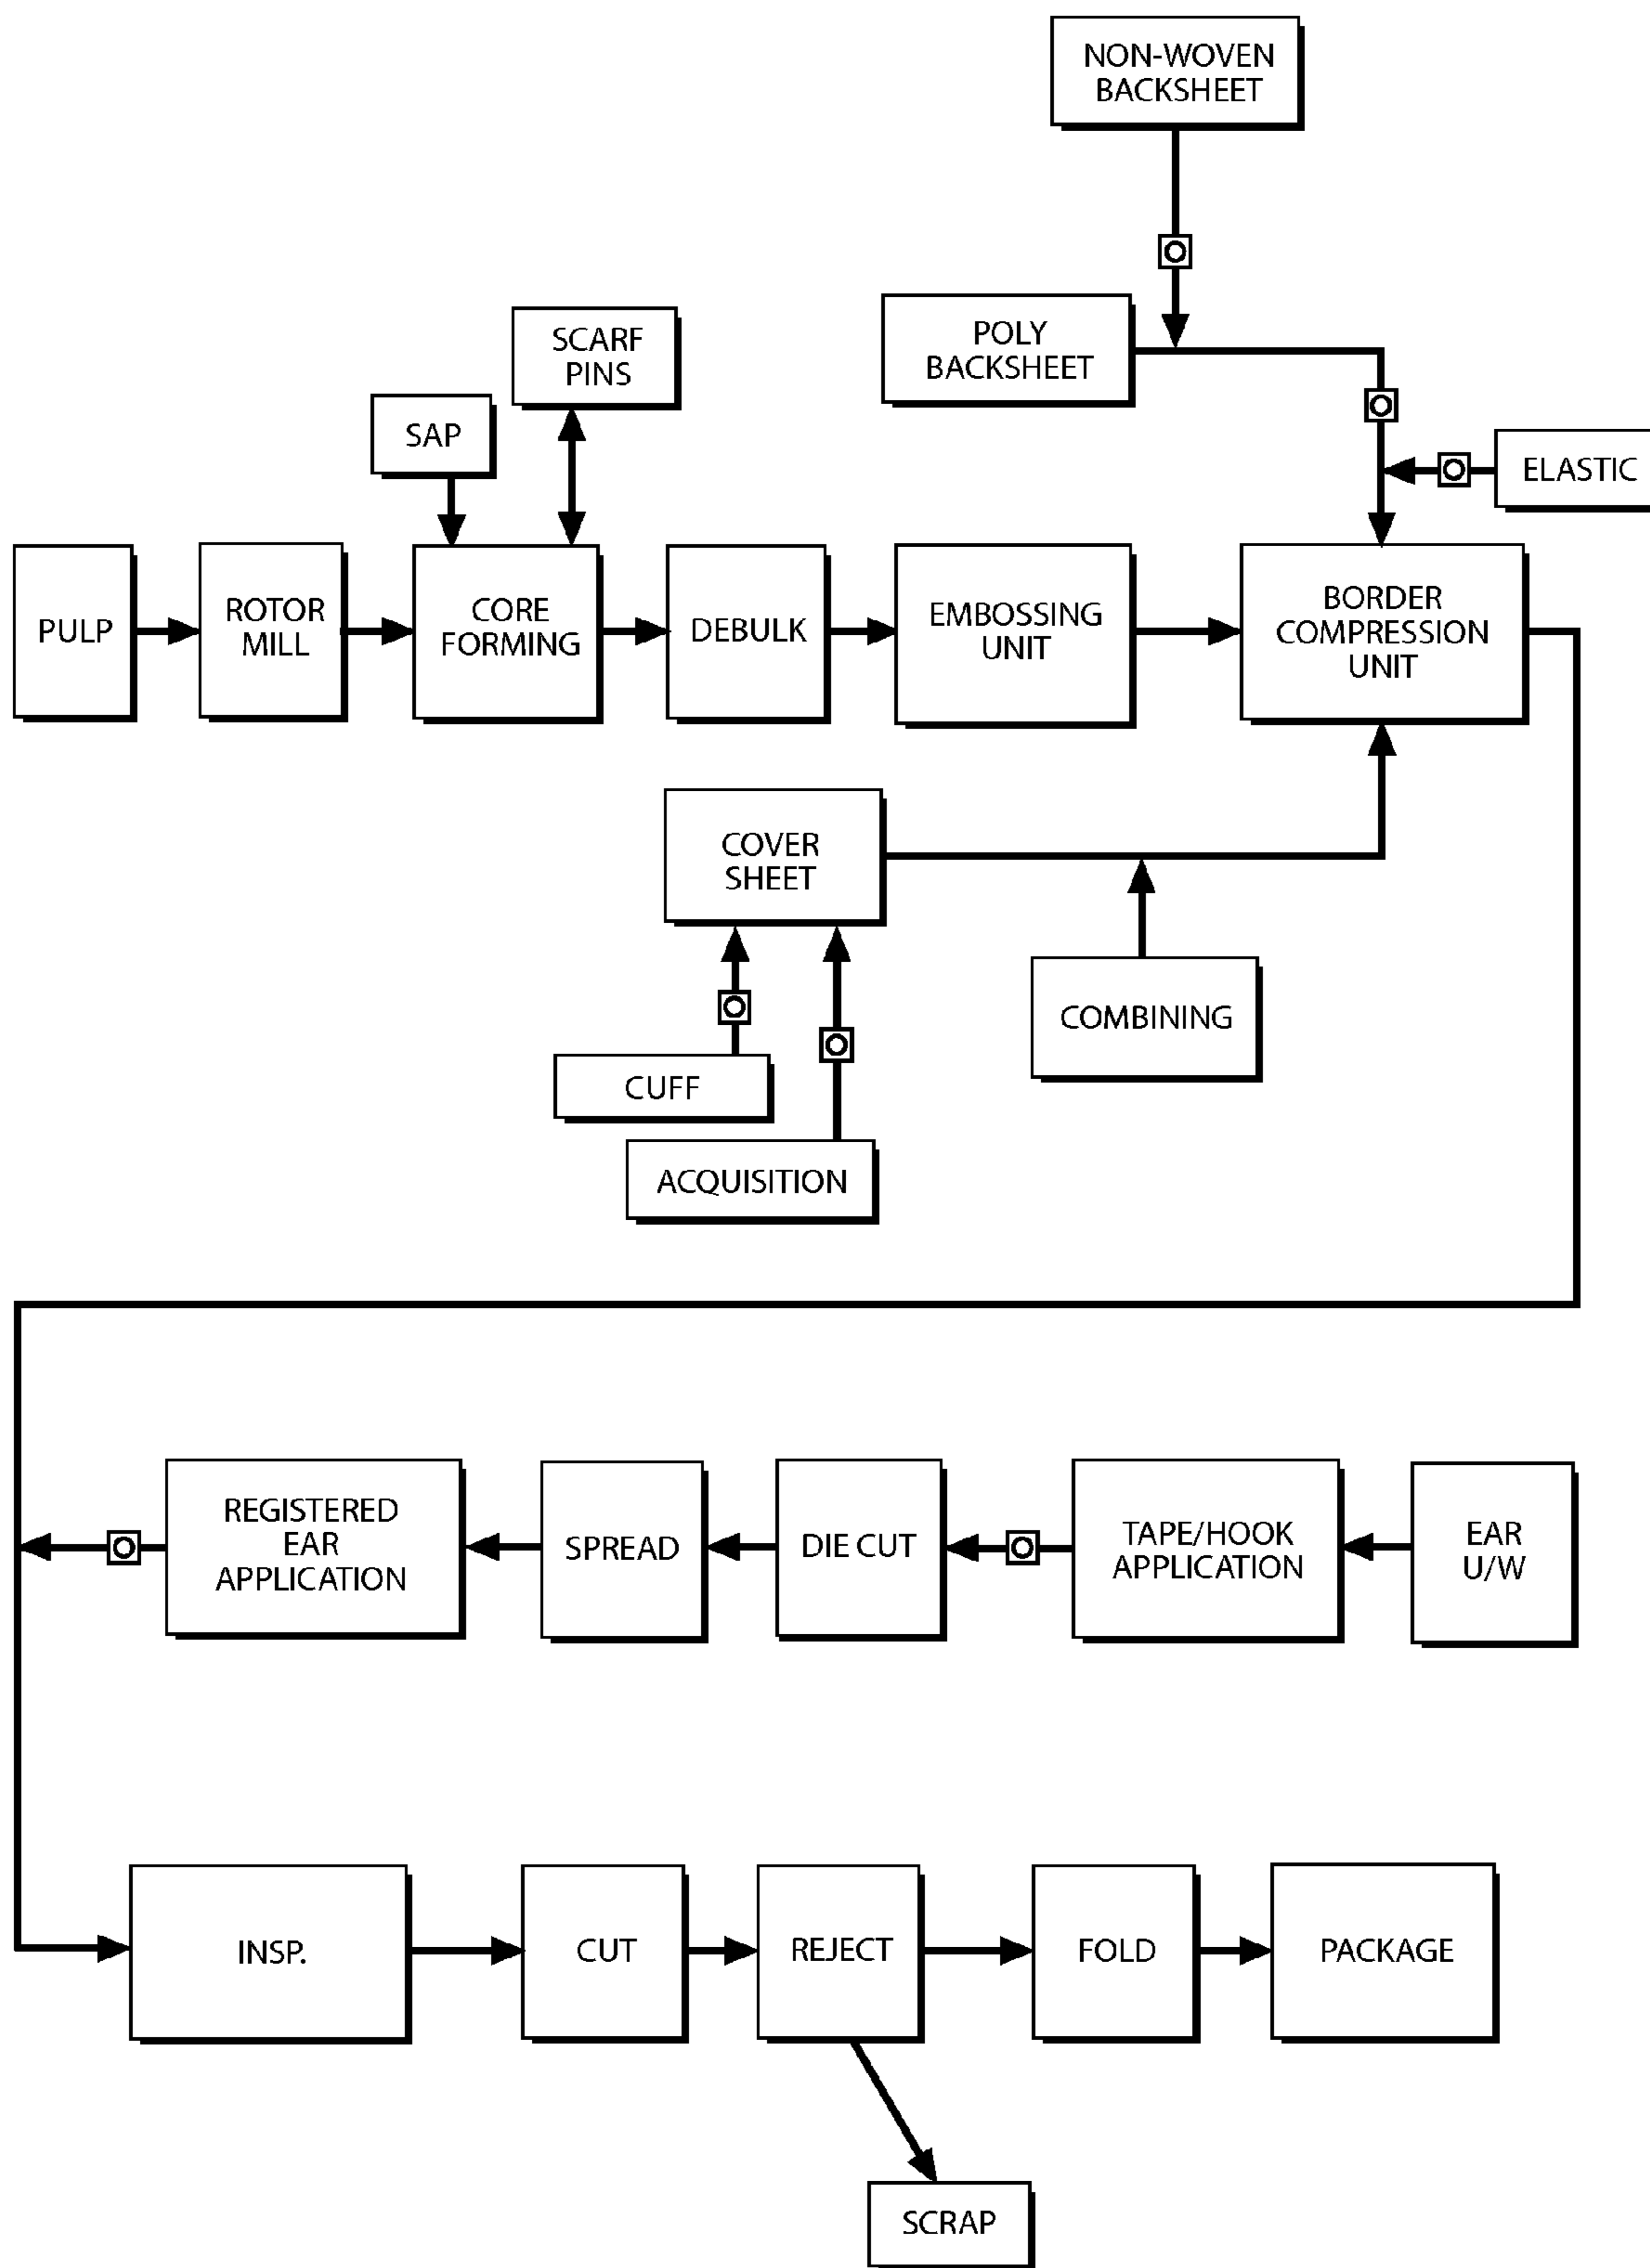 NON-WOVEN
BACKSHEET
POLY
BACKSHEET
SCARF
PINS
SAP
ELASTIC
PULP
ROTOR
MILL
CORE
FORMING
DEBULK
EMBOSSING
UNIT
BORDER
COMPRESSION
UNIT
COVER
SHEET
COMBINING
CUFF
ACQUISITION
REGISTERED
EAR
APPLICATION
SPREAD
DIE CUT
TAPE/HOOK
APPLICATION
EAR
U/W
INSP.
CUT
REJECT
FOLD
PACKAGE
SCRAP